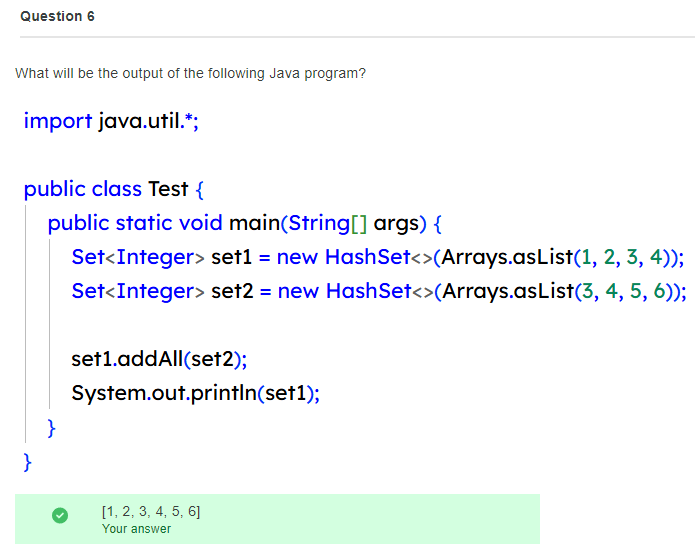 Question 6
What will be the output of the following Java program?
import java.util.*;
public class Test {
public static void main(String[] args) {
Set<Integer> set1 = new HashSet<>(Arrays.asList(1, 2, 3, 4));
Set<Integer> set2 = new HashSet<>(Arrays.asList(3, 4, 5, 6));
set1.addAll(set2);
System.out.println(set1);
}
}
[1, 2, 3, 4, 5, 6]
Your answer